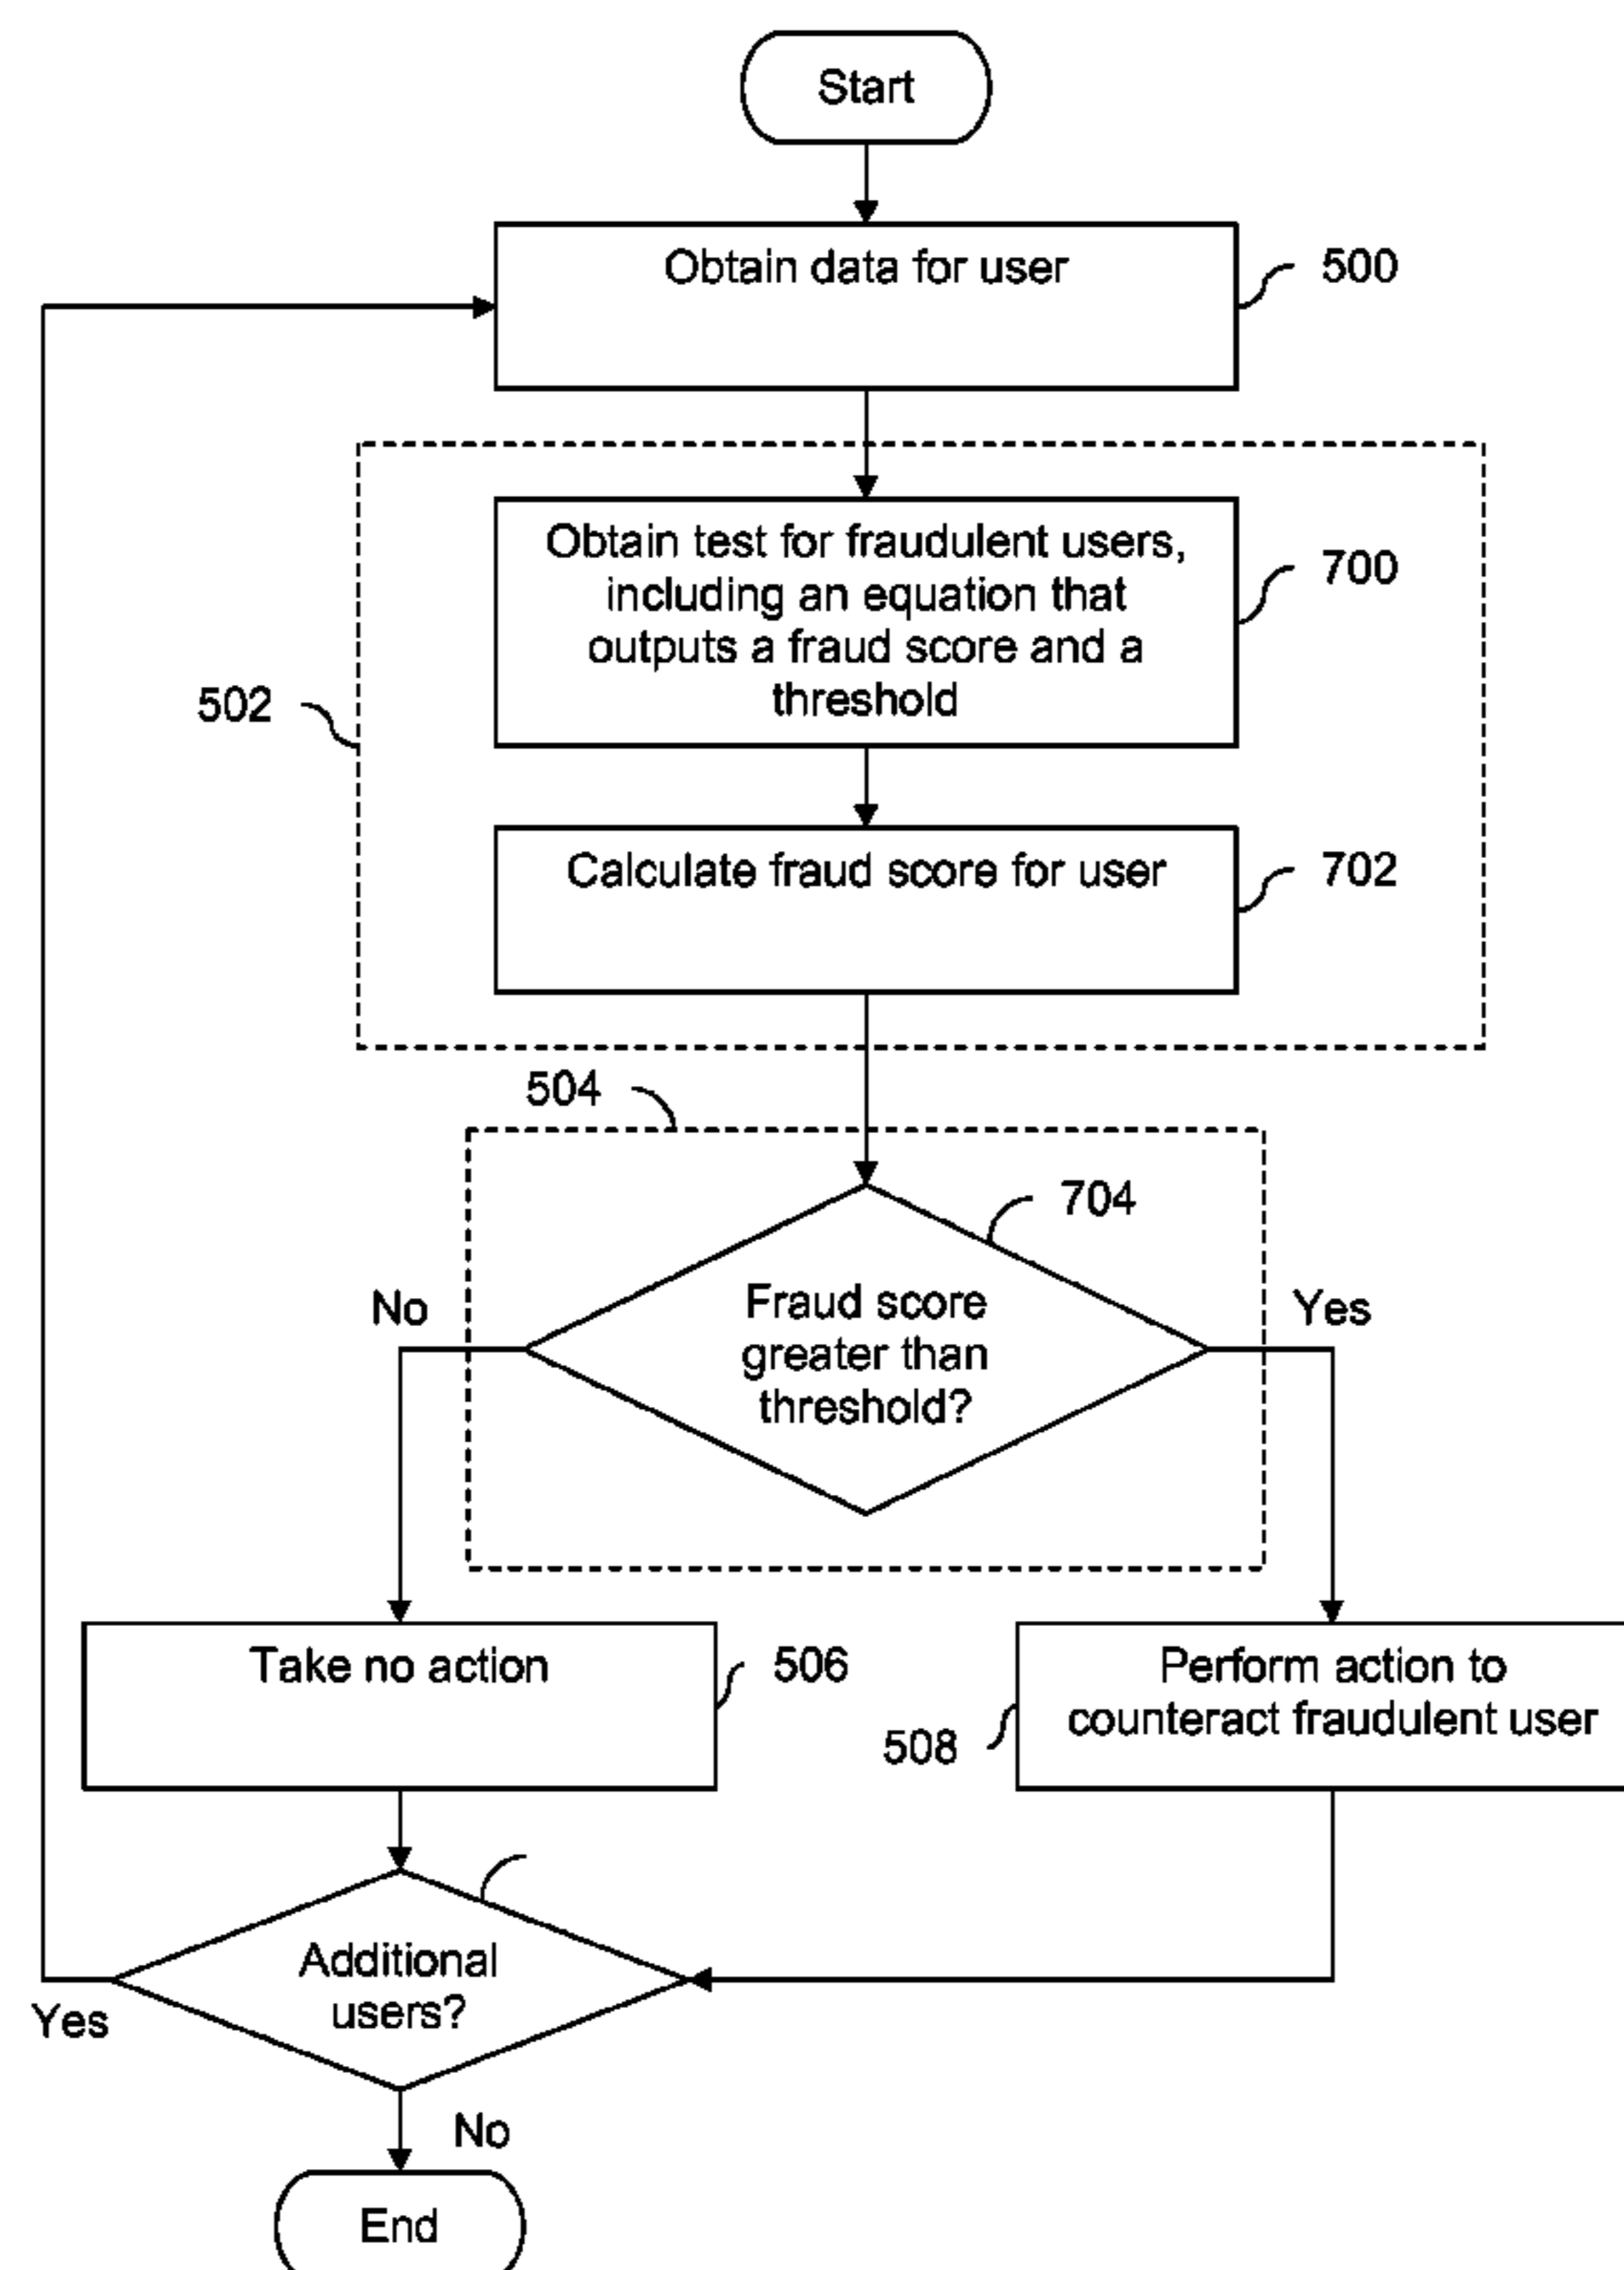 Start
Obtain data for user
500
Obtain test for fraudulent users,
including an equation that
outputs a fraud score and a
threshold
700
502
Calculate fraud score for user
702
504
704
Fraud score
greater than
threshold?
No
Yes
Take no action
506
Perform action to
counteract fraudulent user
508
Additional
users?
Yes
No
End